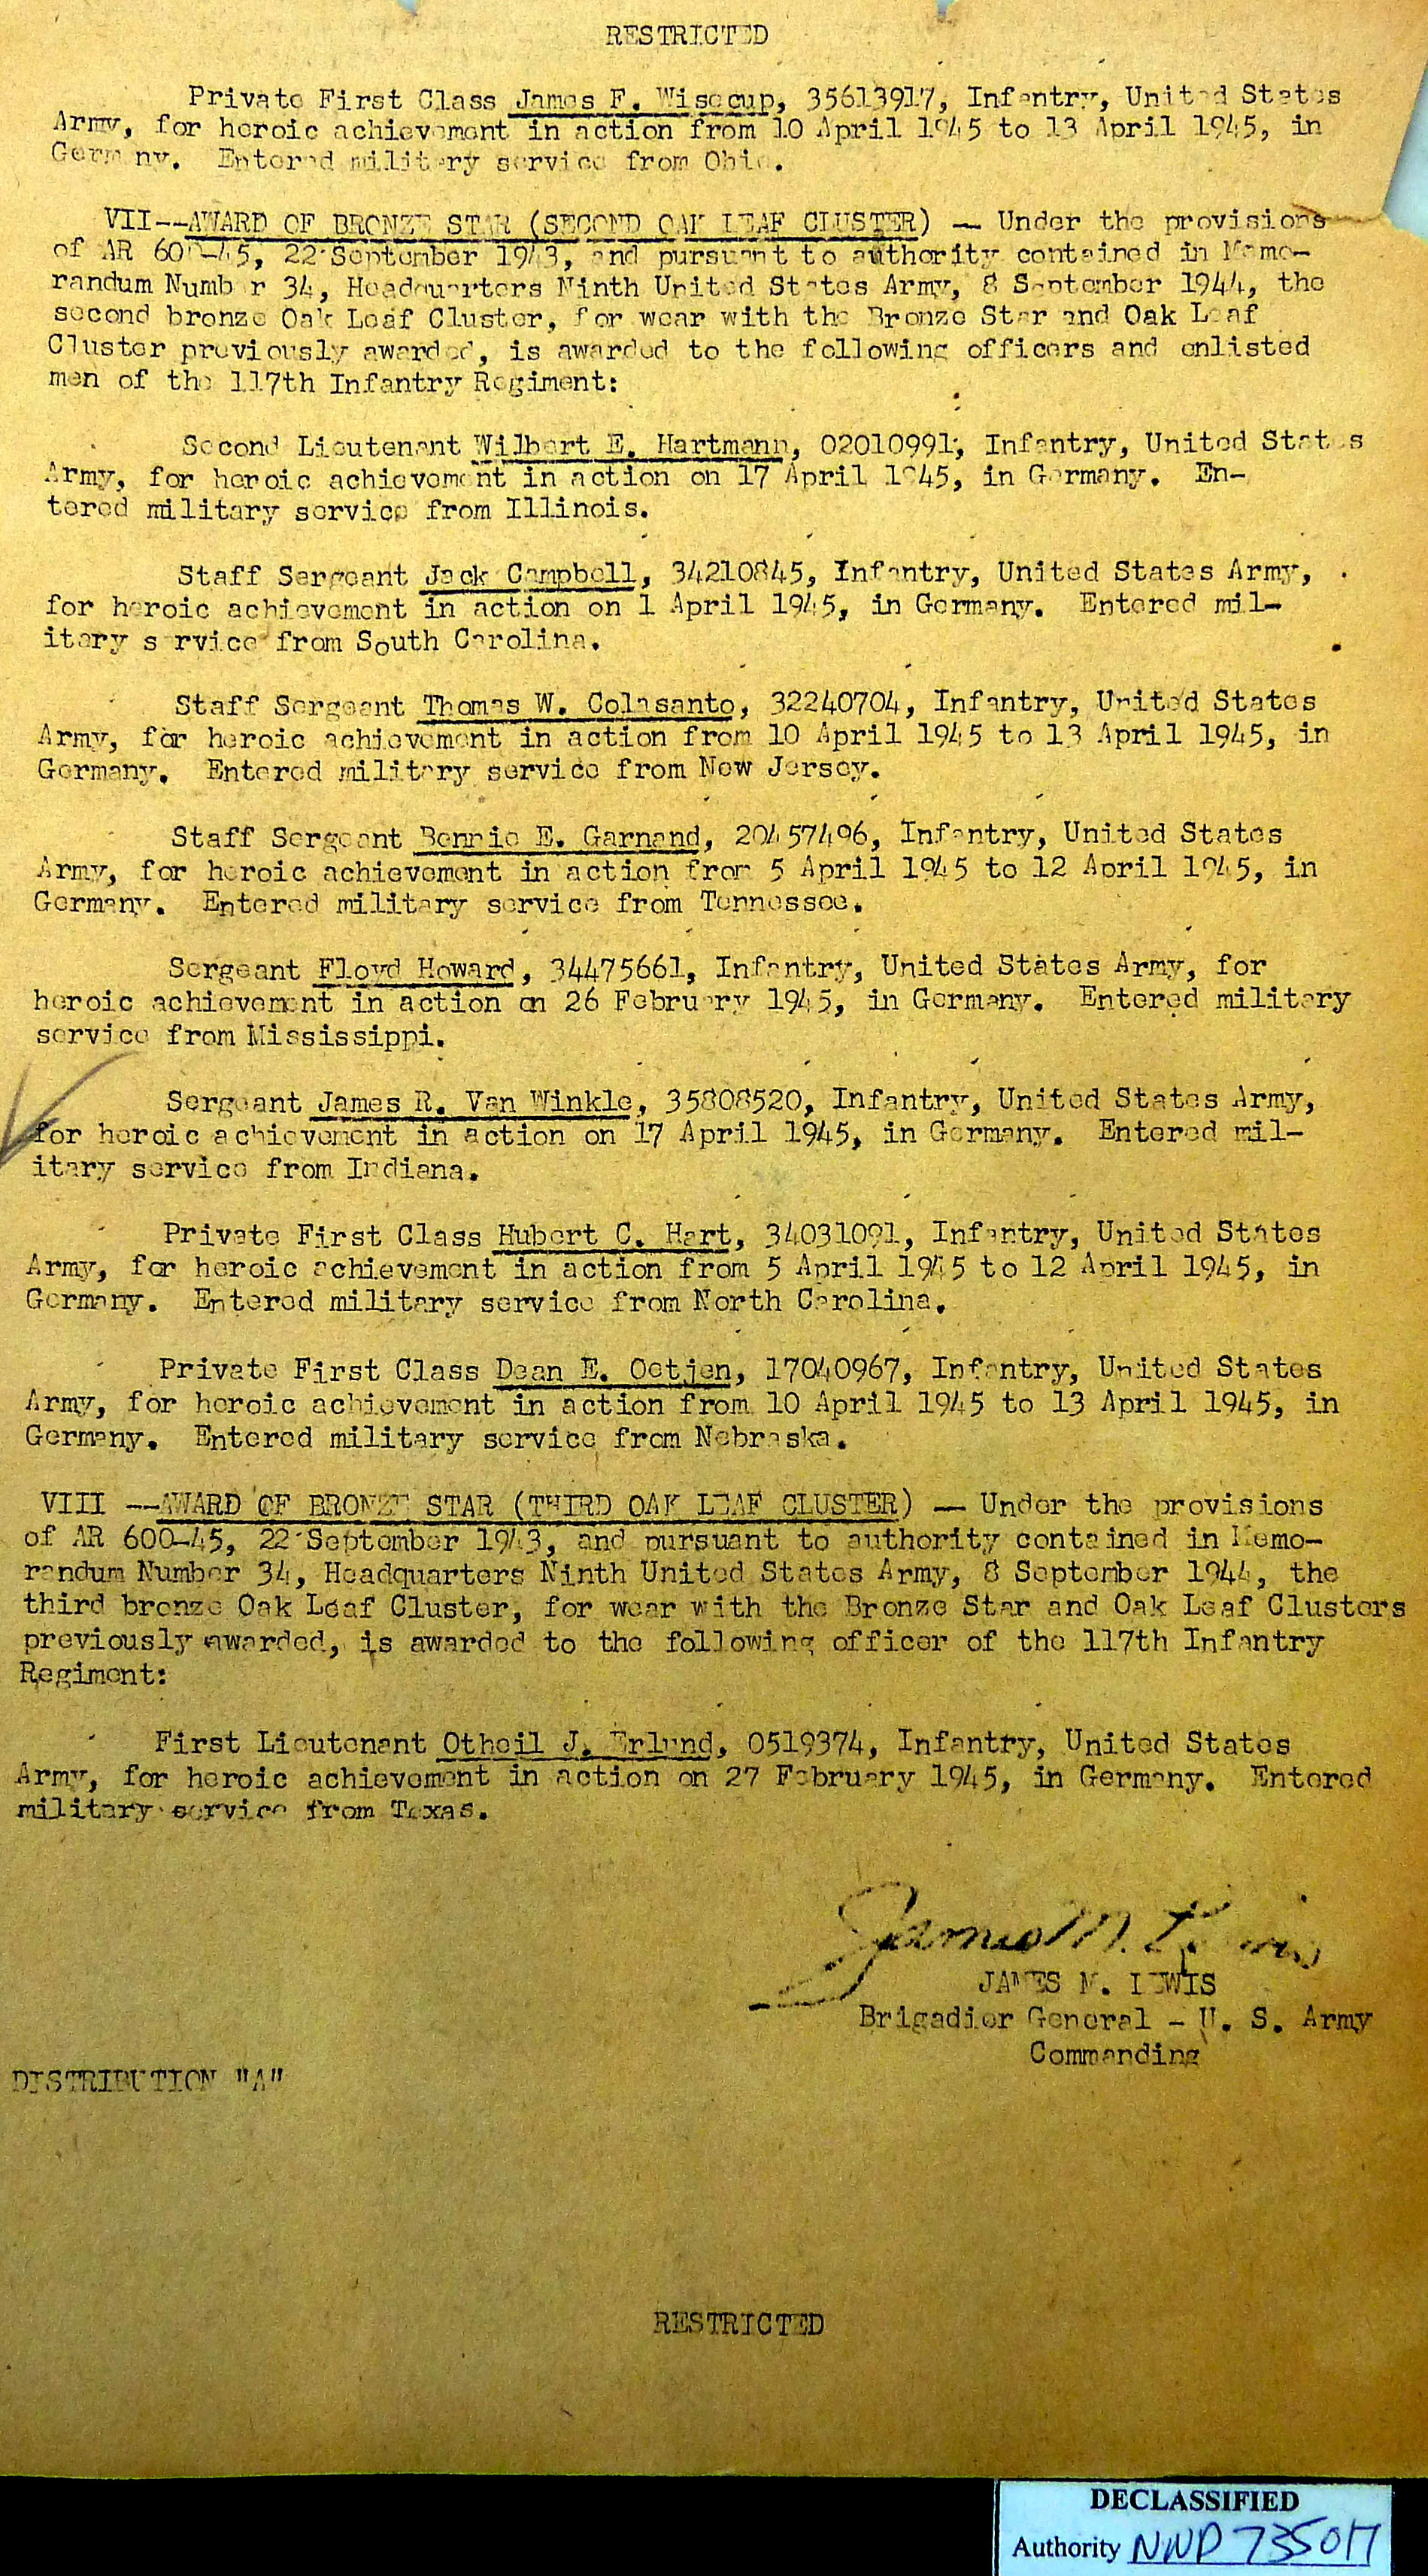 RESTRICTED
Private First Class James F. Wisecup, 35613917, Infantry, United States
Army, for heroic achievement in action from 10 April 1945 to 13 April 1945, in
Germany. Entered military service from Ohio.
VII--AWARD OF BRONZE STAR (SECOND OAK LEAF CLUSTER) — Under the provisions
of AR 600-45, 22 September 1943, and pursuant to authority contained in Memo-
randum Number 34, Headquarters Ninth United States Army, 8 September 1944, the
second bronze Oak Leaf Cluster, for wear with the Bronze Star and Oak Leaf
Cluster previously awarded, is awarded to the following officers and enlisted
men of the 117th Infantry Regiment:
Second Lieutenant Wilbert E. Hartmann, 02010991, Infantry, United States
Army, for heroic achievement in action on 17 April 1945, in Germany. En-
tered military service from Illinois.
Staff Sergeant Jack Campbell, 34210845, Infantry, United States Army,
for heroic achievement in action on 1 April 1945, in Germany. Entered mil-
itary service from South Carolina.
Staff Sergeant Thomas W. Colasanto, 32240704, Infantry, United States
Army, for heroic achievement in action from 10 April 1945 to 13 April 1945, in
Germany. Entered military service from New Jersey.
Staff Sergeant Bennie E. Garnand, 20457496, Infantry, United States
Army, for heroic achievement in action from 5 April 1945 to 12 April 1945, in
Germany. Entered military service from Tennessee.
Sergeant Floyd Howard, 34475661, Infantry, United States Army, for
heroic achievement in action on 26 February 1945, in Germany. Entered military
service from Mississippi.
Sergeant James R. Van Winkle, 35808520, Infantry, United States Army,
for heroic achievement in action on 17 April 1945, in Germany. Entered mil-
itary service from Indiana.
Private First Class Hubert C. Hart, 34031091, Infantry, United States
Army, for heroic achievement in action from 5 April 1945 to 12 April 1945, in
Germany. Entered military service from North Carolina.
Private First Class Dean E. Oetjen, 17040967, Infantry, United States
Army, for heroic achievement in action from 10 April 1945 to 13 April 1945, in
Germany. Entered military service from Nebraska.
VIII --AWARD OF BRONZE STAR (THIRD OAK LEAF CLUSTER) — Under the provisions
of AR 600-45, 22 September 1943, and pursuant to authority contained in Memo-
randum Number 34, Headquarters Ninth United States Army, 8 September 1944, the
third bronze Oak Leaf Cluster, for wear with the Bronze Star and Oak Leaf Clusters
previously awarded, is awarded to the following officer of the 117th Infantry
Regiment:
First Lieutenant Otheil J. Erlund, 0519374, Infantry, United States
Army, for heroic achievement in action on 27 February 1945, in Germany. Entered
military service from Texas.
James M. Lewis
JAMES M. LEWIS
Brigadier General - U. S. Army
Commanding
DISTRIBUTION "A"
RESTRICTED
DECLASSIFIED
Authority NND 735017